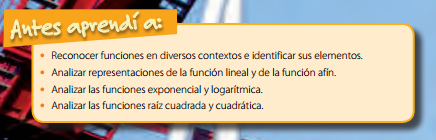 Antes aprendí a:
• Reconocer funciones en diversos contextos e identificar sus elementos.
• Analizar representaciones de la función lineal y de la función afín.
• Analizar las funciones exponencial y logarítmica.
• Analizar las funciones raíz cuadrada y cuadrática.